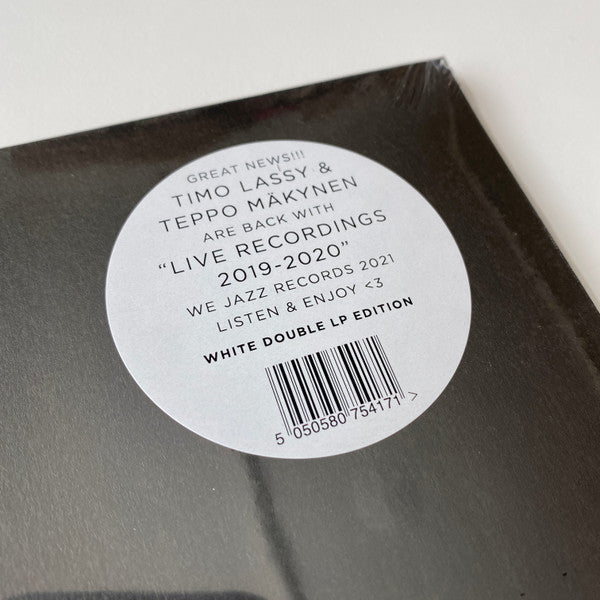 GREAT NEWS!!!
TIMO LASSY &
TEPPO MÄKYNEN
ARE BACK WITH
"LIVE RECORDINGS
2019-2020"
WE JAZZ RECORDS 2021
LISTEN & ENJOY <3
WHITE DOUBLE LP EDITION
5 050580 754171 >